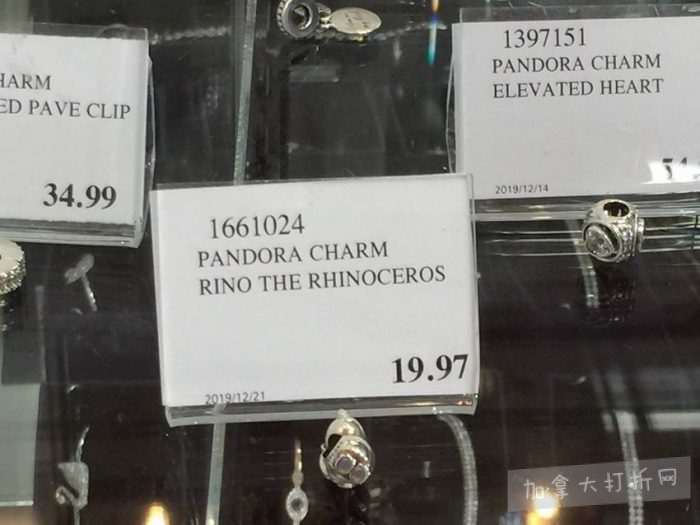 HARM
ED PAVE CLIP
34.99
1661024
PANDORA CHARM
RINO THE RHINOCEROS
19.97
2019/12/21
1397151
PANDORA CHARM
ELEVATED HEART
2019/12/14
加拿大打折网